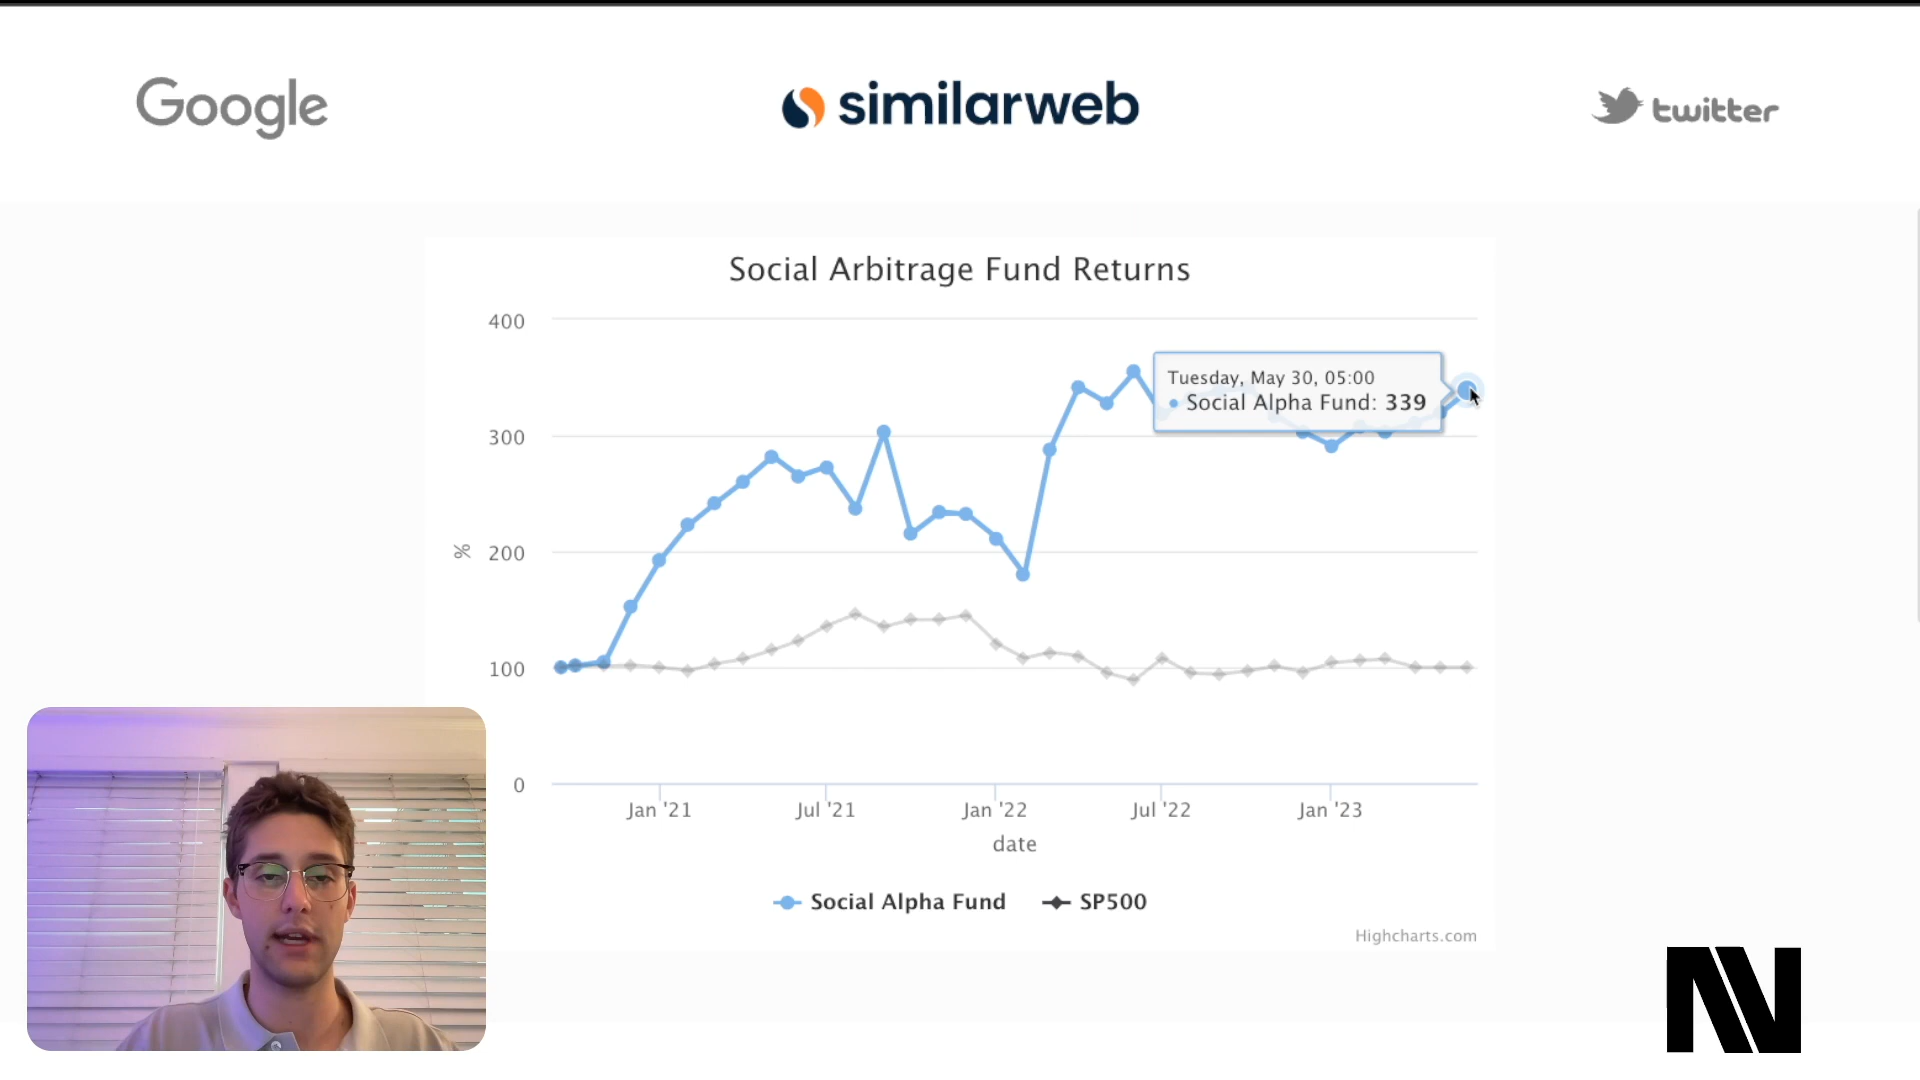 Google
similarweb
twitter
Social Arbitrage Fund Returns
400
Tuesday, May 30, 05:00
Social Alpha Fund: 339
300
%
200
100
0
Jan '21 Jul '21 Jan '22 Jul '22 Jan '23
date
Social Alpha Fund SP500
Highcharts.com
N